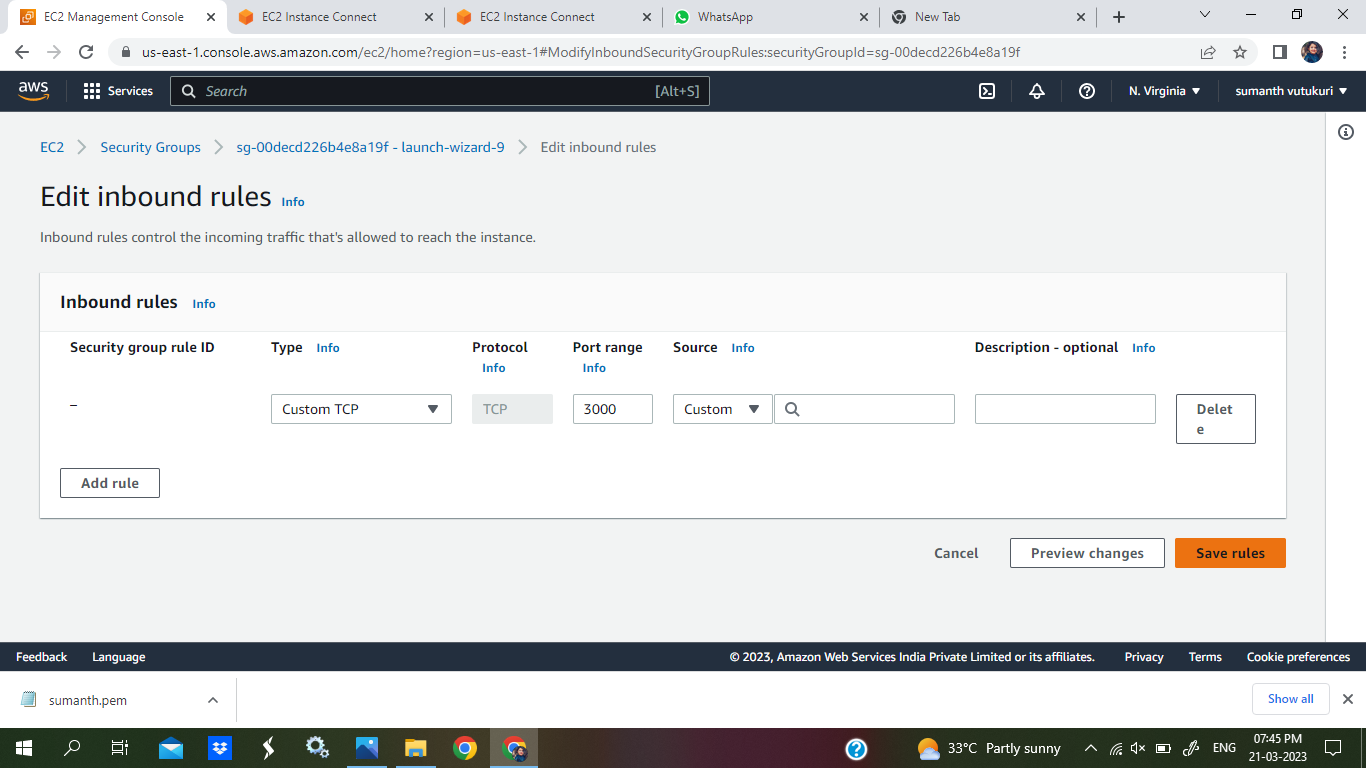 EC2 Management Console
EC2 Instance Connect
EC2 Instance Connect
WhatsApp
New Tab
us-east-1.console.aws.amazon.com/ec2/home?region=us-east-1#ModifyInboundSecurityGroupRules:securityGroupId=sg-00decd226b4e8a19f
aws
Services
Search
[Alt+S]
N. Virginia
sumanth vutukuri
EC2
Security Groups
sg-00decd226b4e8a19f - launch-wizard-9
Edit inbound rules
Edit inbound rules Info
Inbound rules control the incoming traffic that's allowed to reach the instance.
Inbound rules Info
Security group rule ID
Type Info
Protocol
Info
Port range
Info
Source Info
Description - optional Info
–
Custom TCP
TCP
3000
Custom
Delet
e
Add rule
Cancel
Preview changes
Save rules
Feedback
Language
© 2023, Amazon Web Services India Private Limited or its affiliates.
Privacy
Terms
Cookie preferences
sumanth.pem
Show all
33°C Partly sunny
ENG
07:45 PM
21-03-2023